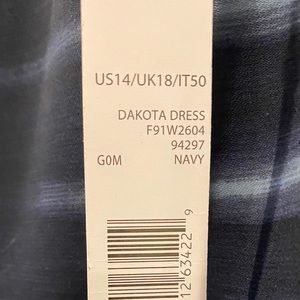 US14/UK18/IT50
DAKOTA DRESS
F91W2604
94297
G0M NAVY
12 63422 9